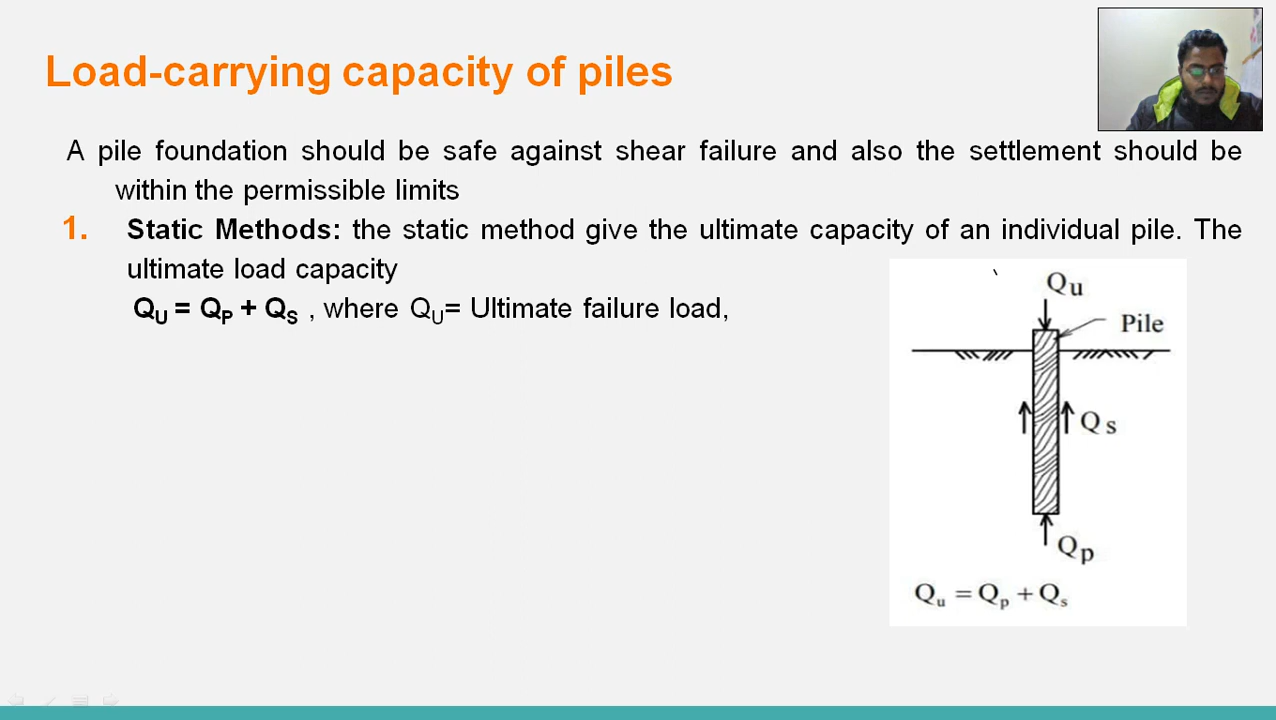 Load-carrying capacity of piles
A pile foundation should be safe against shear failure and also the settlement should be
within the permissible limits
1. Static Methods: the static method give the ultimate capacity of an individual pile. The
ultimate load capacity
QU = QP + QS , where QU= Ultimate failure load,
Qu
Pile
Qs
Qp
Qu = Qp + Qs